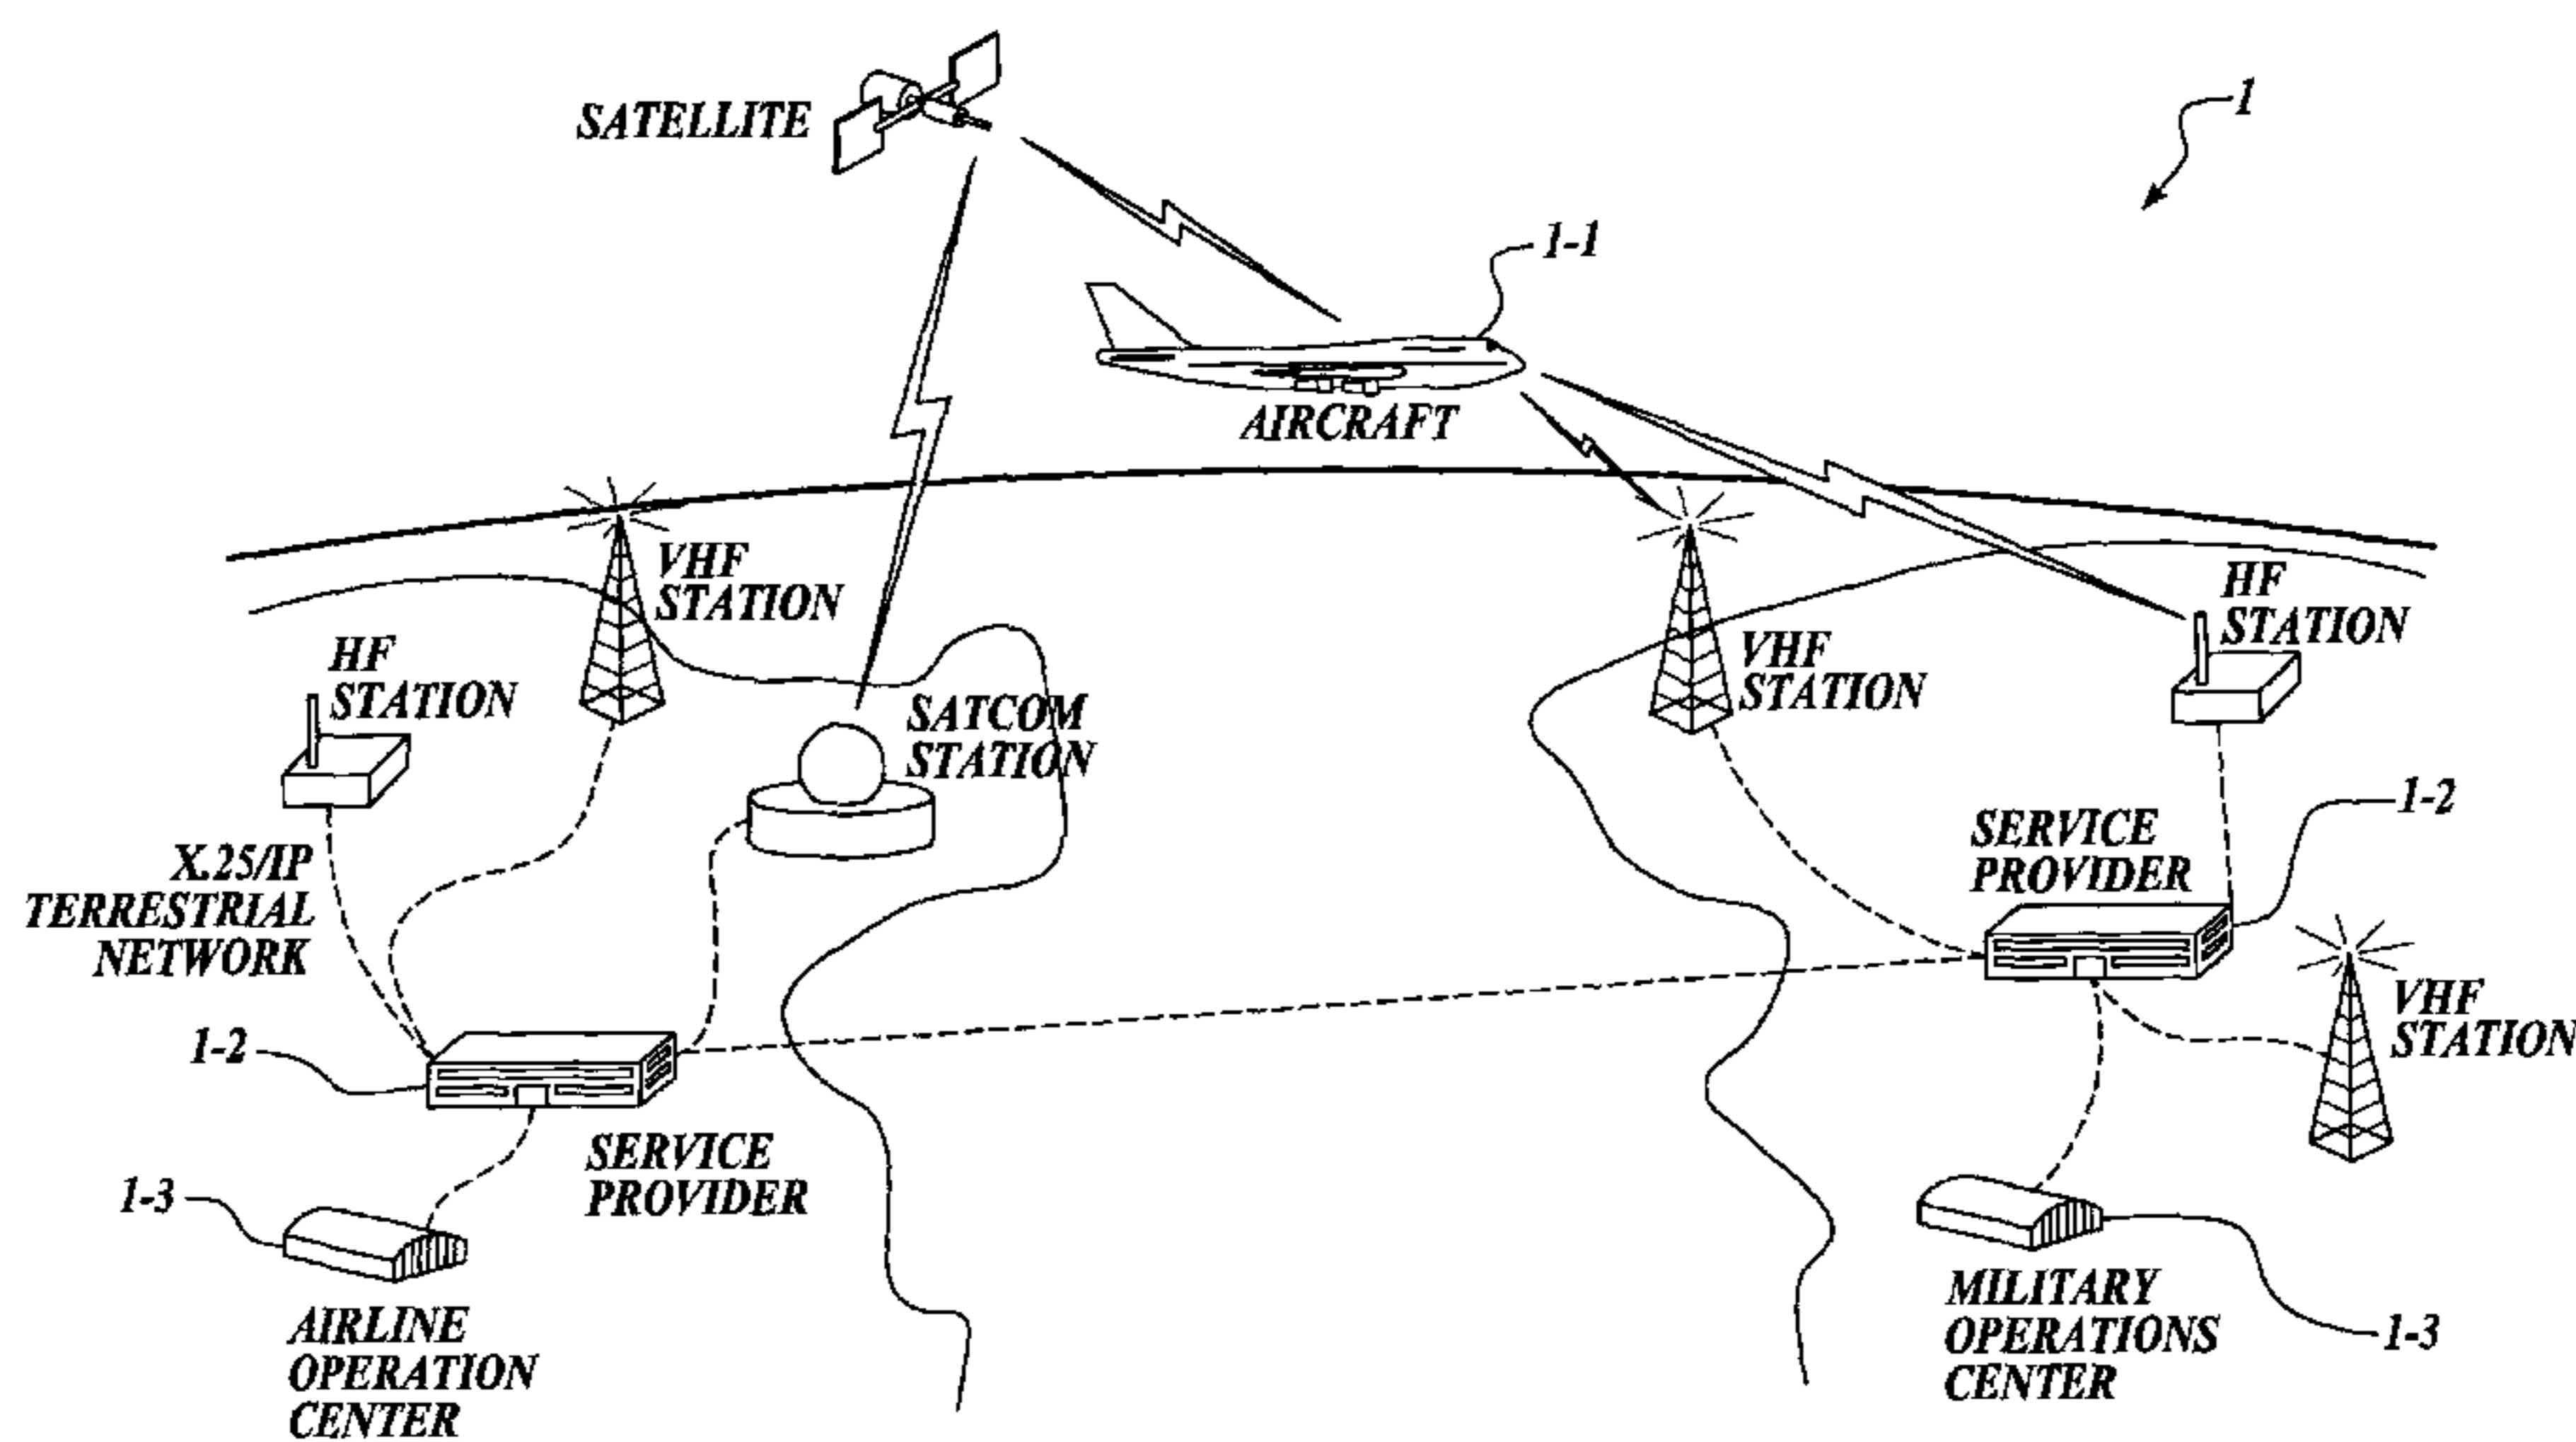 SATELLITE
1
1-1
AIRCRAFT
VHF
STATION
HF
STATION
SATCOM
STATION
VHF
STATION
HF
STATION
X.25/IP
TERRESTRIAL
NETWORK
SERVICE
PROVIDER
1-2
VHF
STATION
1-2
SERVICE
PROVIDER
1-3
AIRLINE
OPERATION
CENTER
MILITARY
OPERATIONS
CENTER
1-3